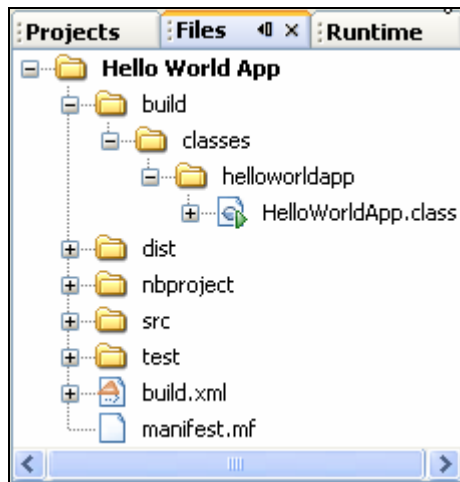 Projects Files Runtime
Hello World App
build
classes
helloworldapp
HelloWorldApp.class
dist
nbproject
src
test
build.xml
manifest.mf